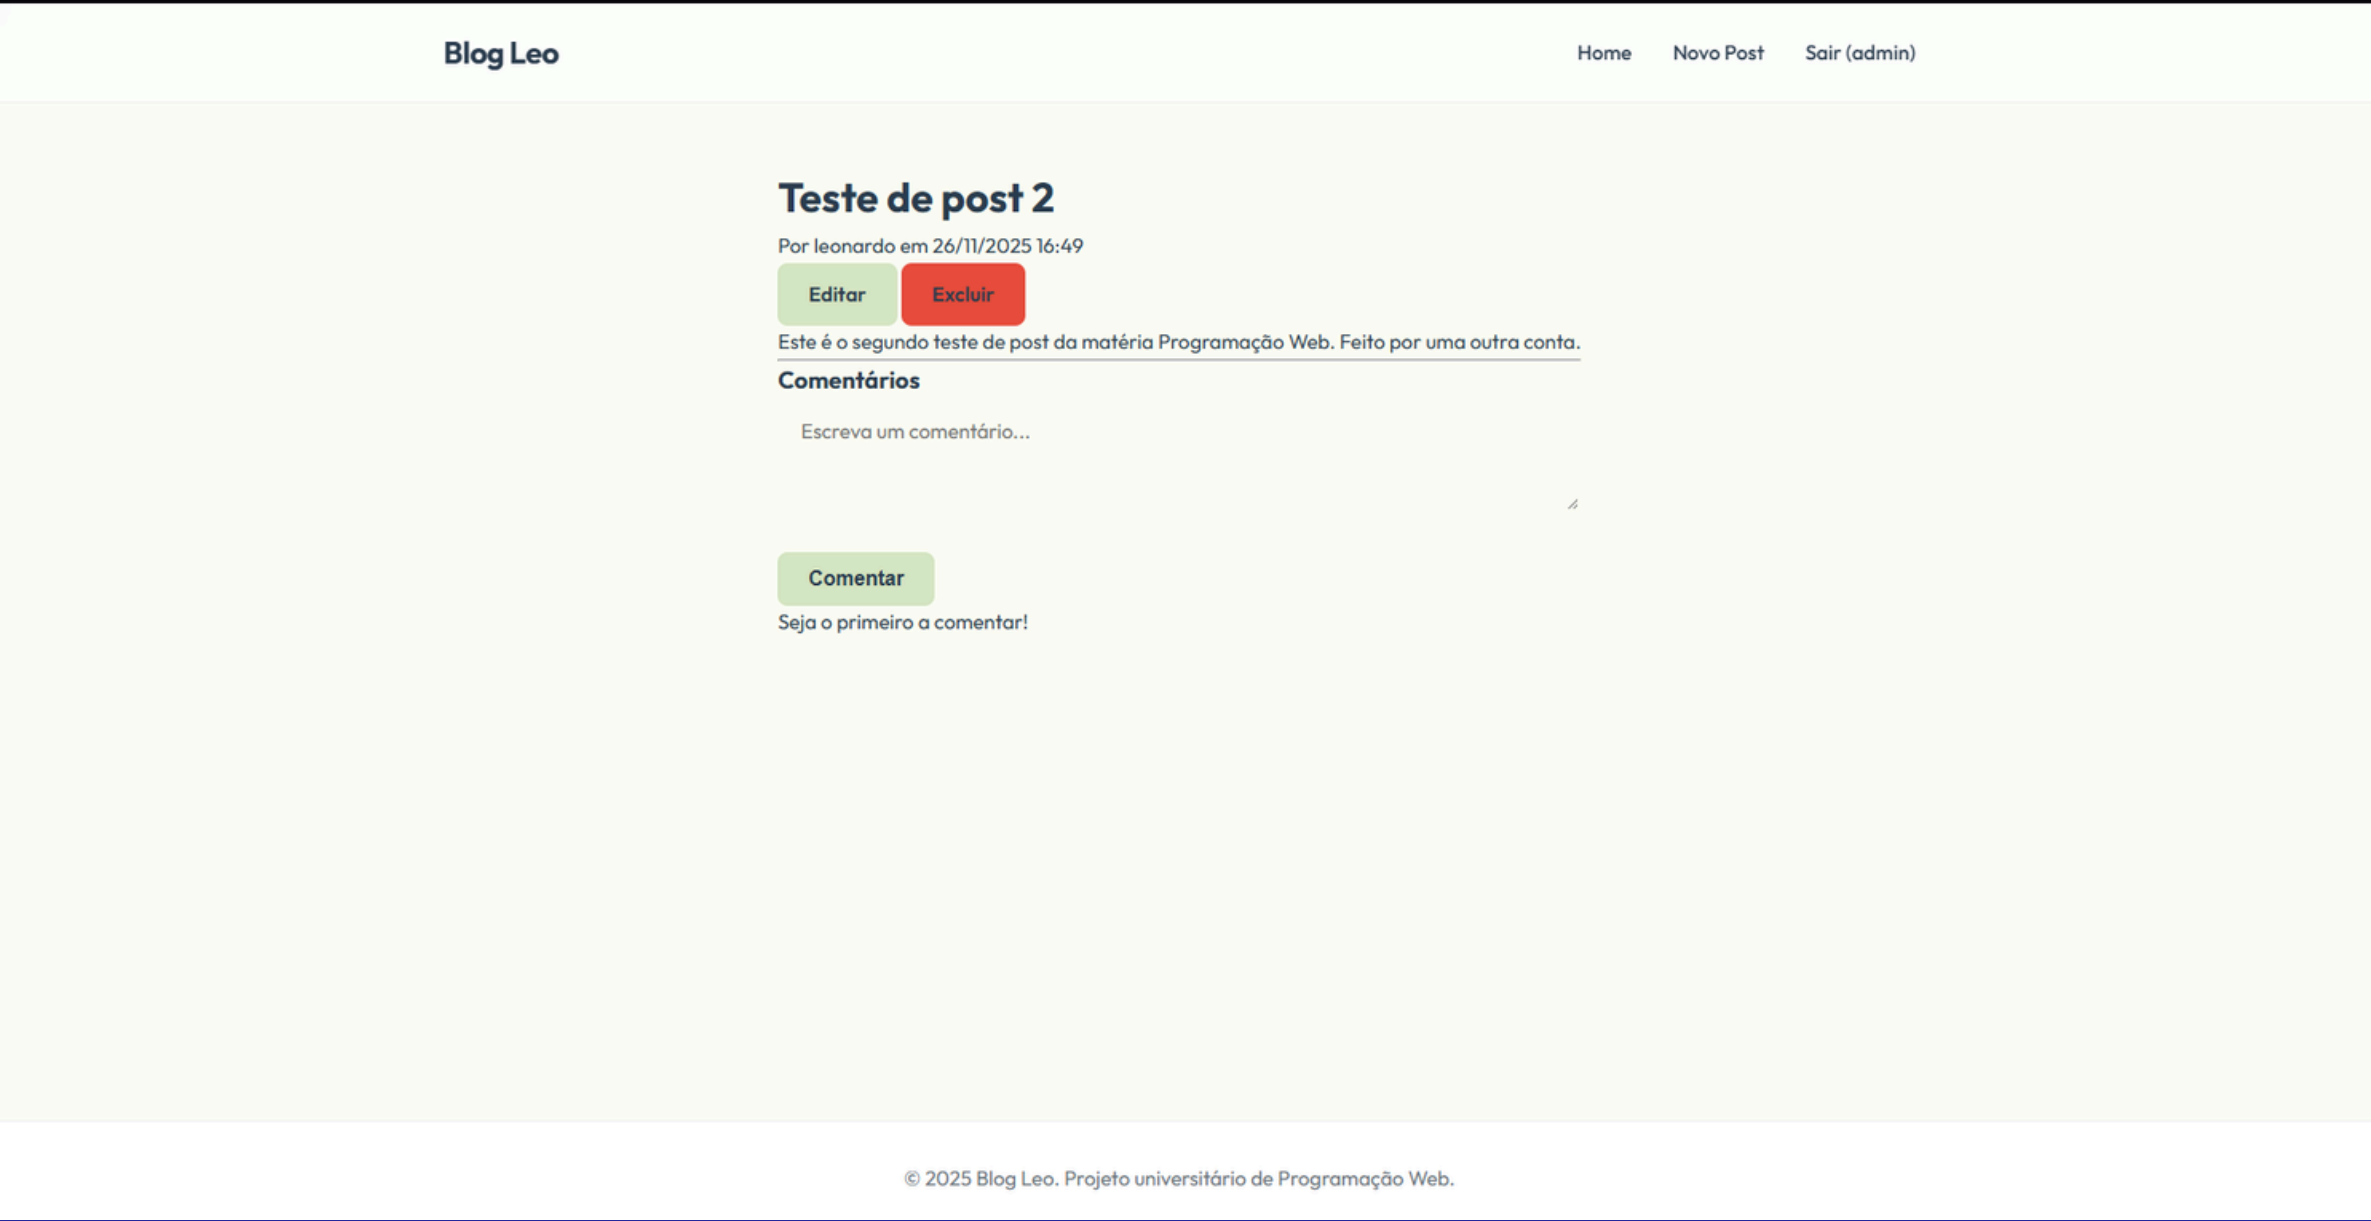 Blog Leo
Home Novo Post Sair (admin)
Teste de post 2
Por leonardo em 26/11/2025 16:49
Editar Excluir
Este é o segundo teste de post da matéria Programação Web. Feito por uma outra conta.
Comentários
Escreva um comentário...
Comentar
Seja o primeiro a comentar!
© 2025 Blog Leo. Projeto universitário de Programação Web.